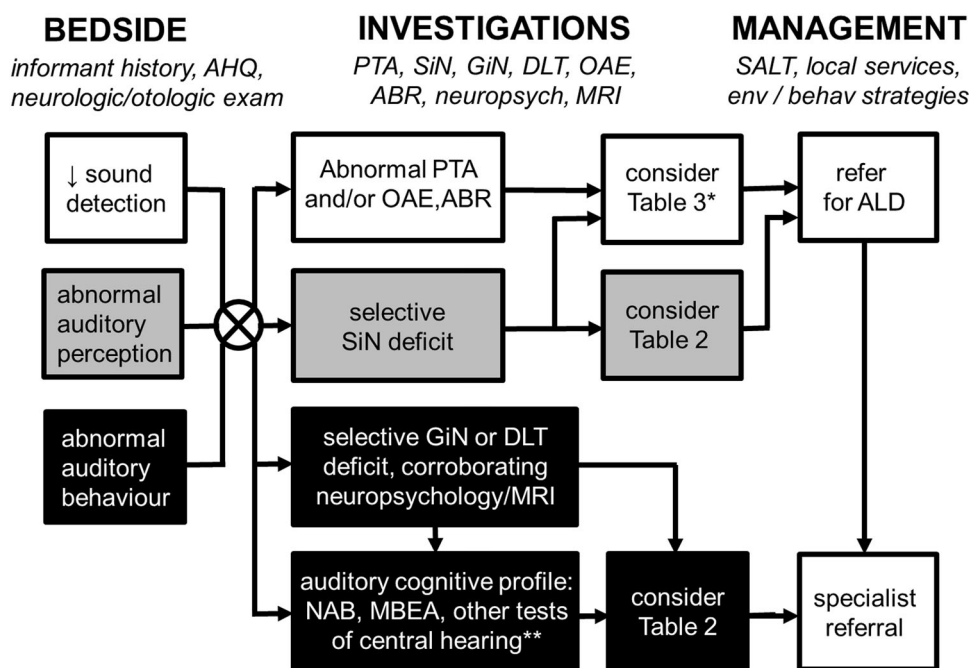 BEDSIDE
informant history, AHQ,
neurologic/otologic exam
INVESTIGATIONS
PTA, SiN, GiN, DLT, OAE,
ABR, neuropsych, MRI
MANAGEMENT
SALT, local services,
env / behav strategies
↓ sound
detection
Abnormal PTA
and/or OAE,ABR
consider
Table 3*
refer
for ALD
abnormal
auditory
perception
selective
SiN deficit
consider
Table 2
abnormal
auditory
behaviour
selective GiN or DLT
deficit, corroborating
neuropsychology/MRI
auditory cognitive profile:
NAB, MBEA, other tests
of central hearing**
consider
Table 2
specialist
referral